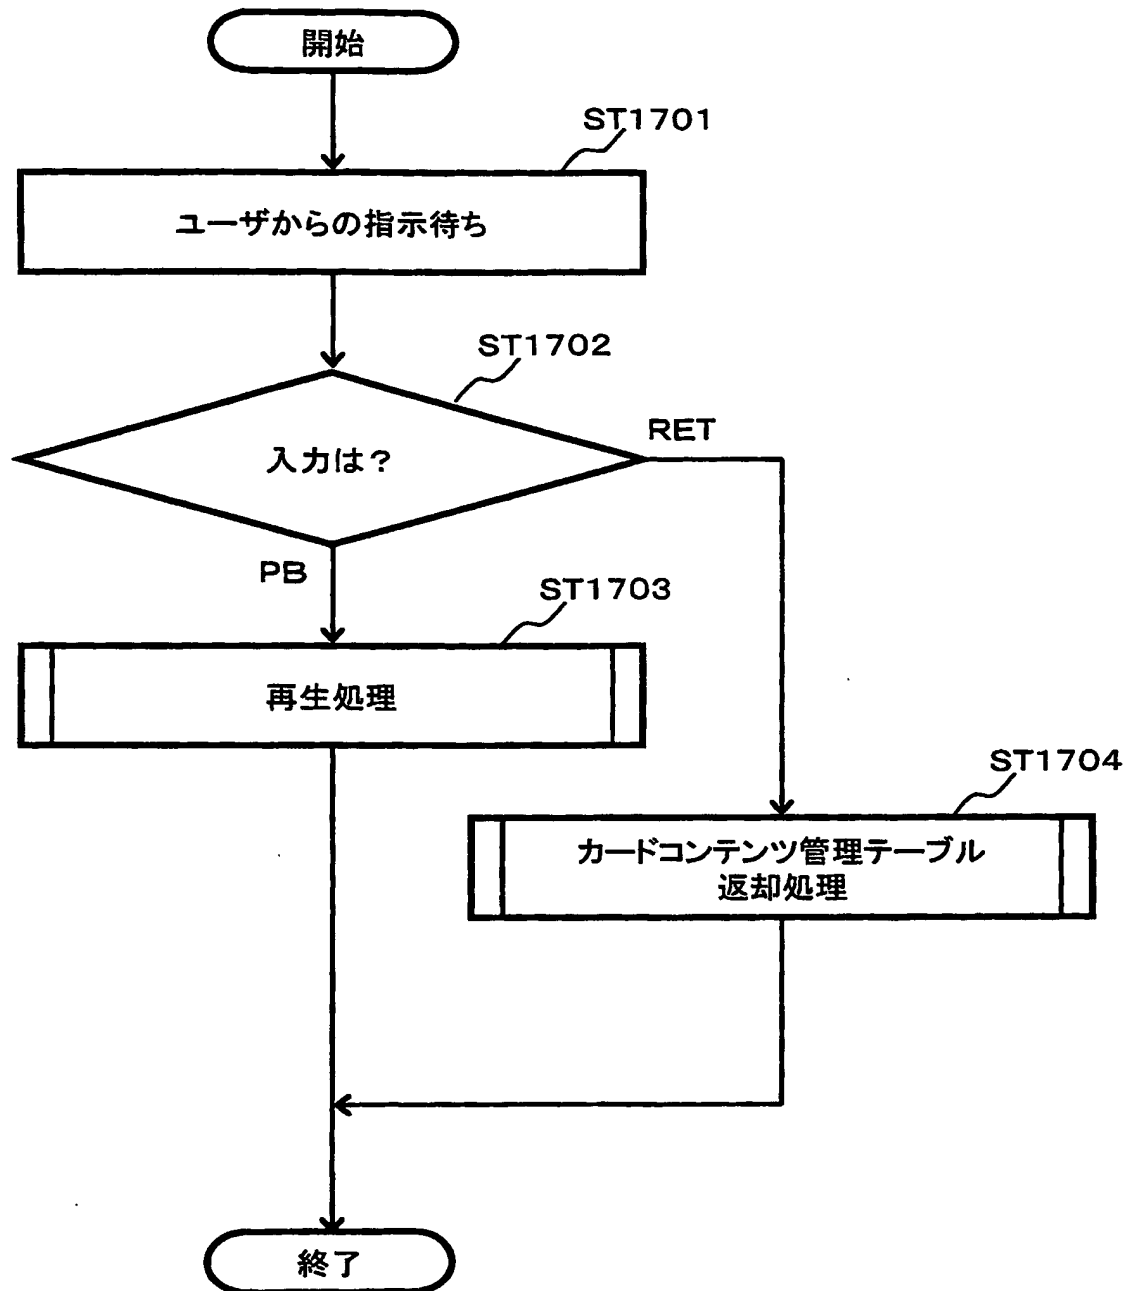 開始
ST1701
ユーザからの指示待ち
ST1702
入力は？
RET
PB
ST1703
再生処理
ST1704
カードコンテンツ管理テーブル
返却処理
終了